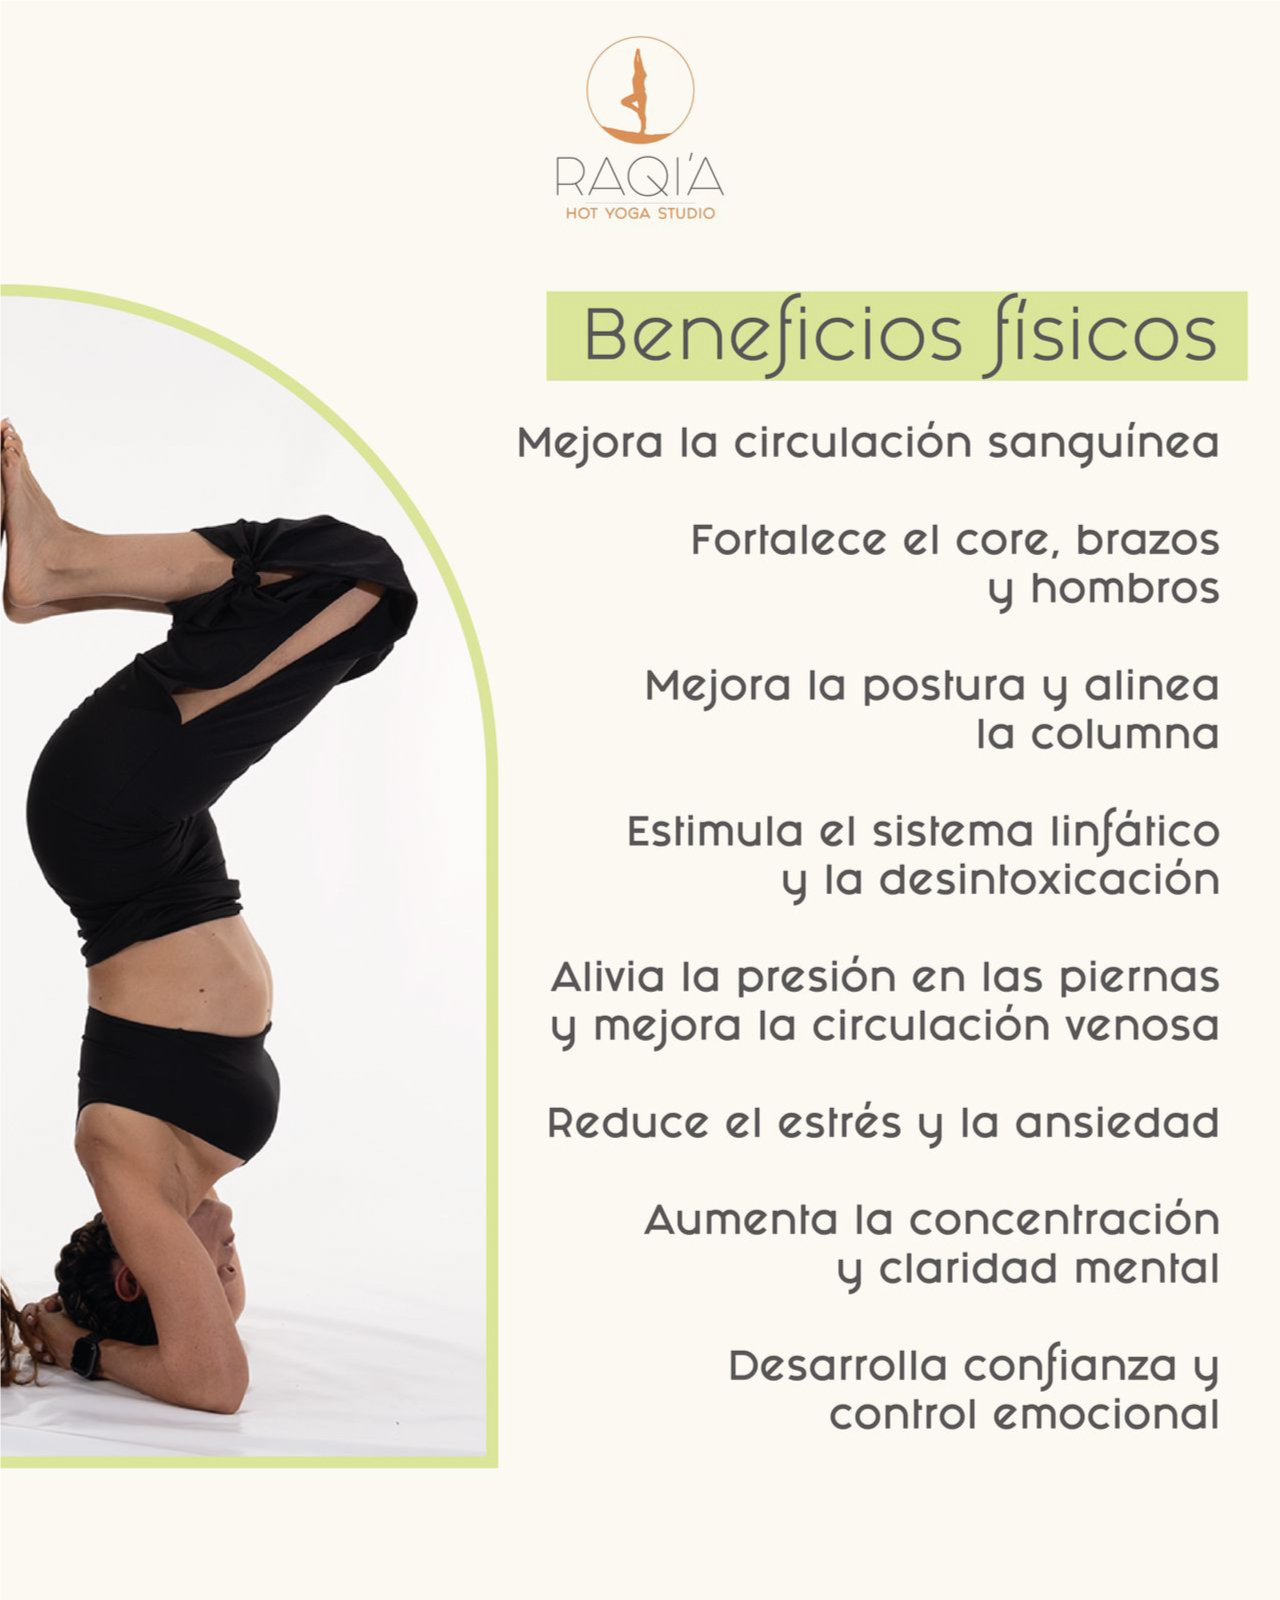 RAQI'A
HOT YOGA STUDIO
Beneficios físicos
Mejora la circulación sanguínea
Fortalece el core, brazos
y hombros
Mejora la postura y alinea
la columna
Estimula el sistema linfático
y la desintoxicación
Alivia la presión en las piernas
y mejora la circulación venosa
Reduce el estrés y la ansiedad
Aumenta la concentración
y claridad mental
Desarrolla confianza y
control emocional